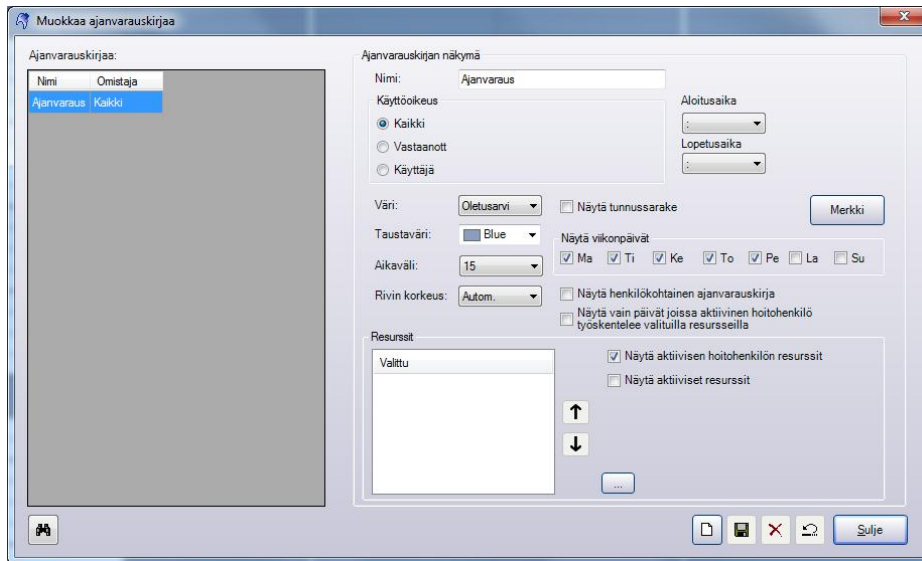 Muokkaa ajanvarauskirjaa
Ajanvarauskirjaa:
Nimi Omistaja
Ajanvaraus Kaikki
Ajanvarauskirjan näkymä
Nimi: Ajanvaraus
Käyttöoikeus
Kaikki
Vastaanott
Käyttäjä
Aloitusaika
:
Lopetusaika
:
Väri: Oletusarvi
Näytä tunnussarake
Merkki
Taustaväri: Blue
Näytä viikonpäivät
Ma Ti Ke To Pe La Su
Aikaväli: 15
Rivin korkeus: Autom.
Näytä henkilökohtainen ajanvarauskirja
Näytä vain päivät joissa aktiivinen hoitohenkilö
työskentelee valituilla resursseilla
Resurssit
Valittu
Näytä aktiivisen hoitohenkilön resurssit
Näytä aktiiviset resurssit
...
Sulje